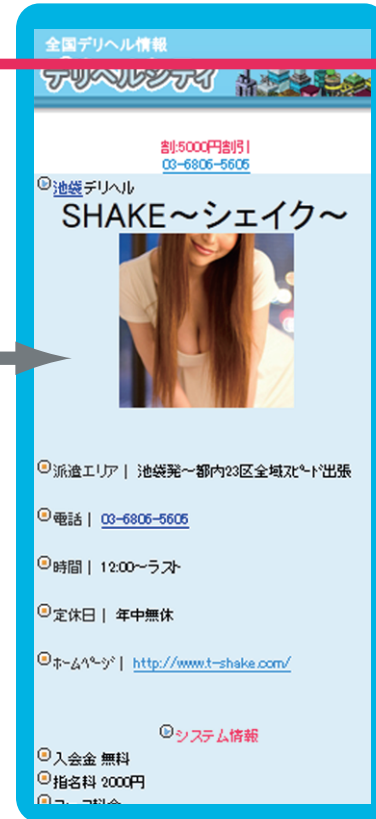 全国デリヘル情報
デリヘルシティ
割:5000円割引
03-6806-5605
池袋デリヘル
SHAKE～シェイク～
派遣エリア | 池袋発～都内23区全域スピード出張
電話 | 03-6806-5605
時間 | 12:00～ラスト
定休日 | 年中無休
ホームページ | http://www.t-shake.com/
システム情報
入会金 無料
指名料 2000円